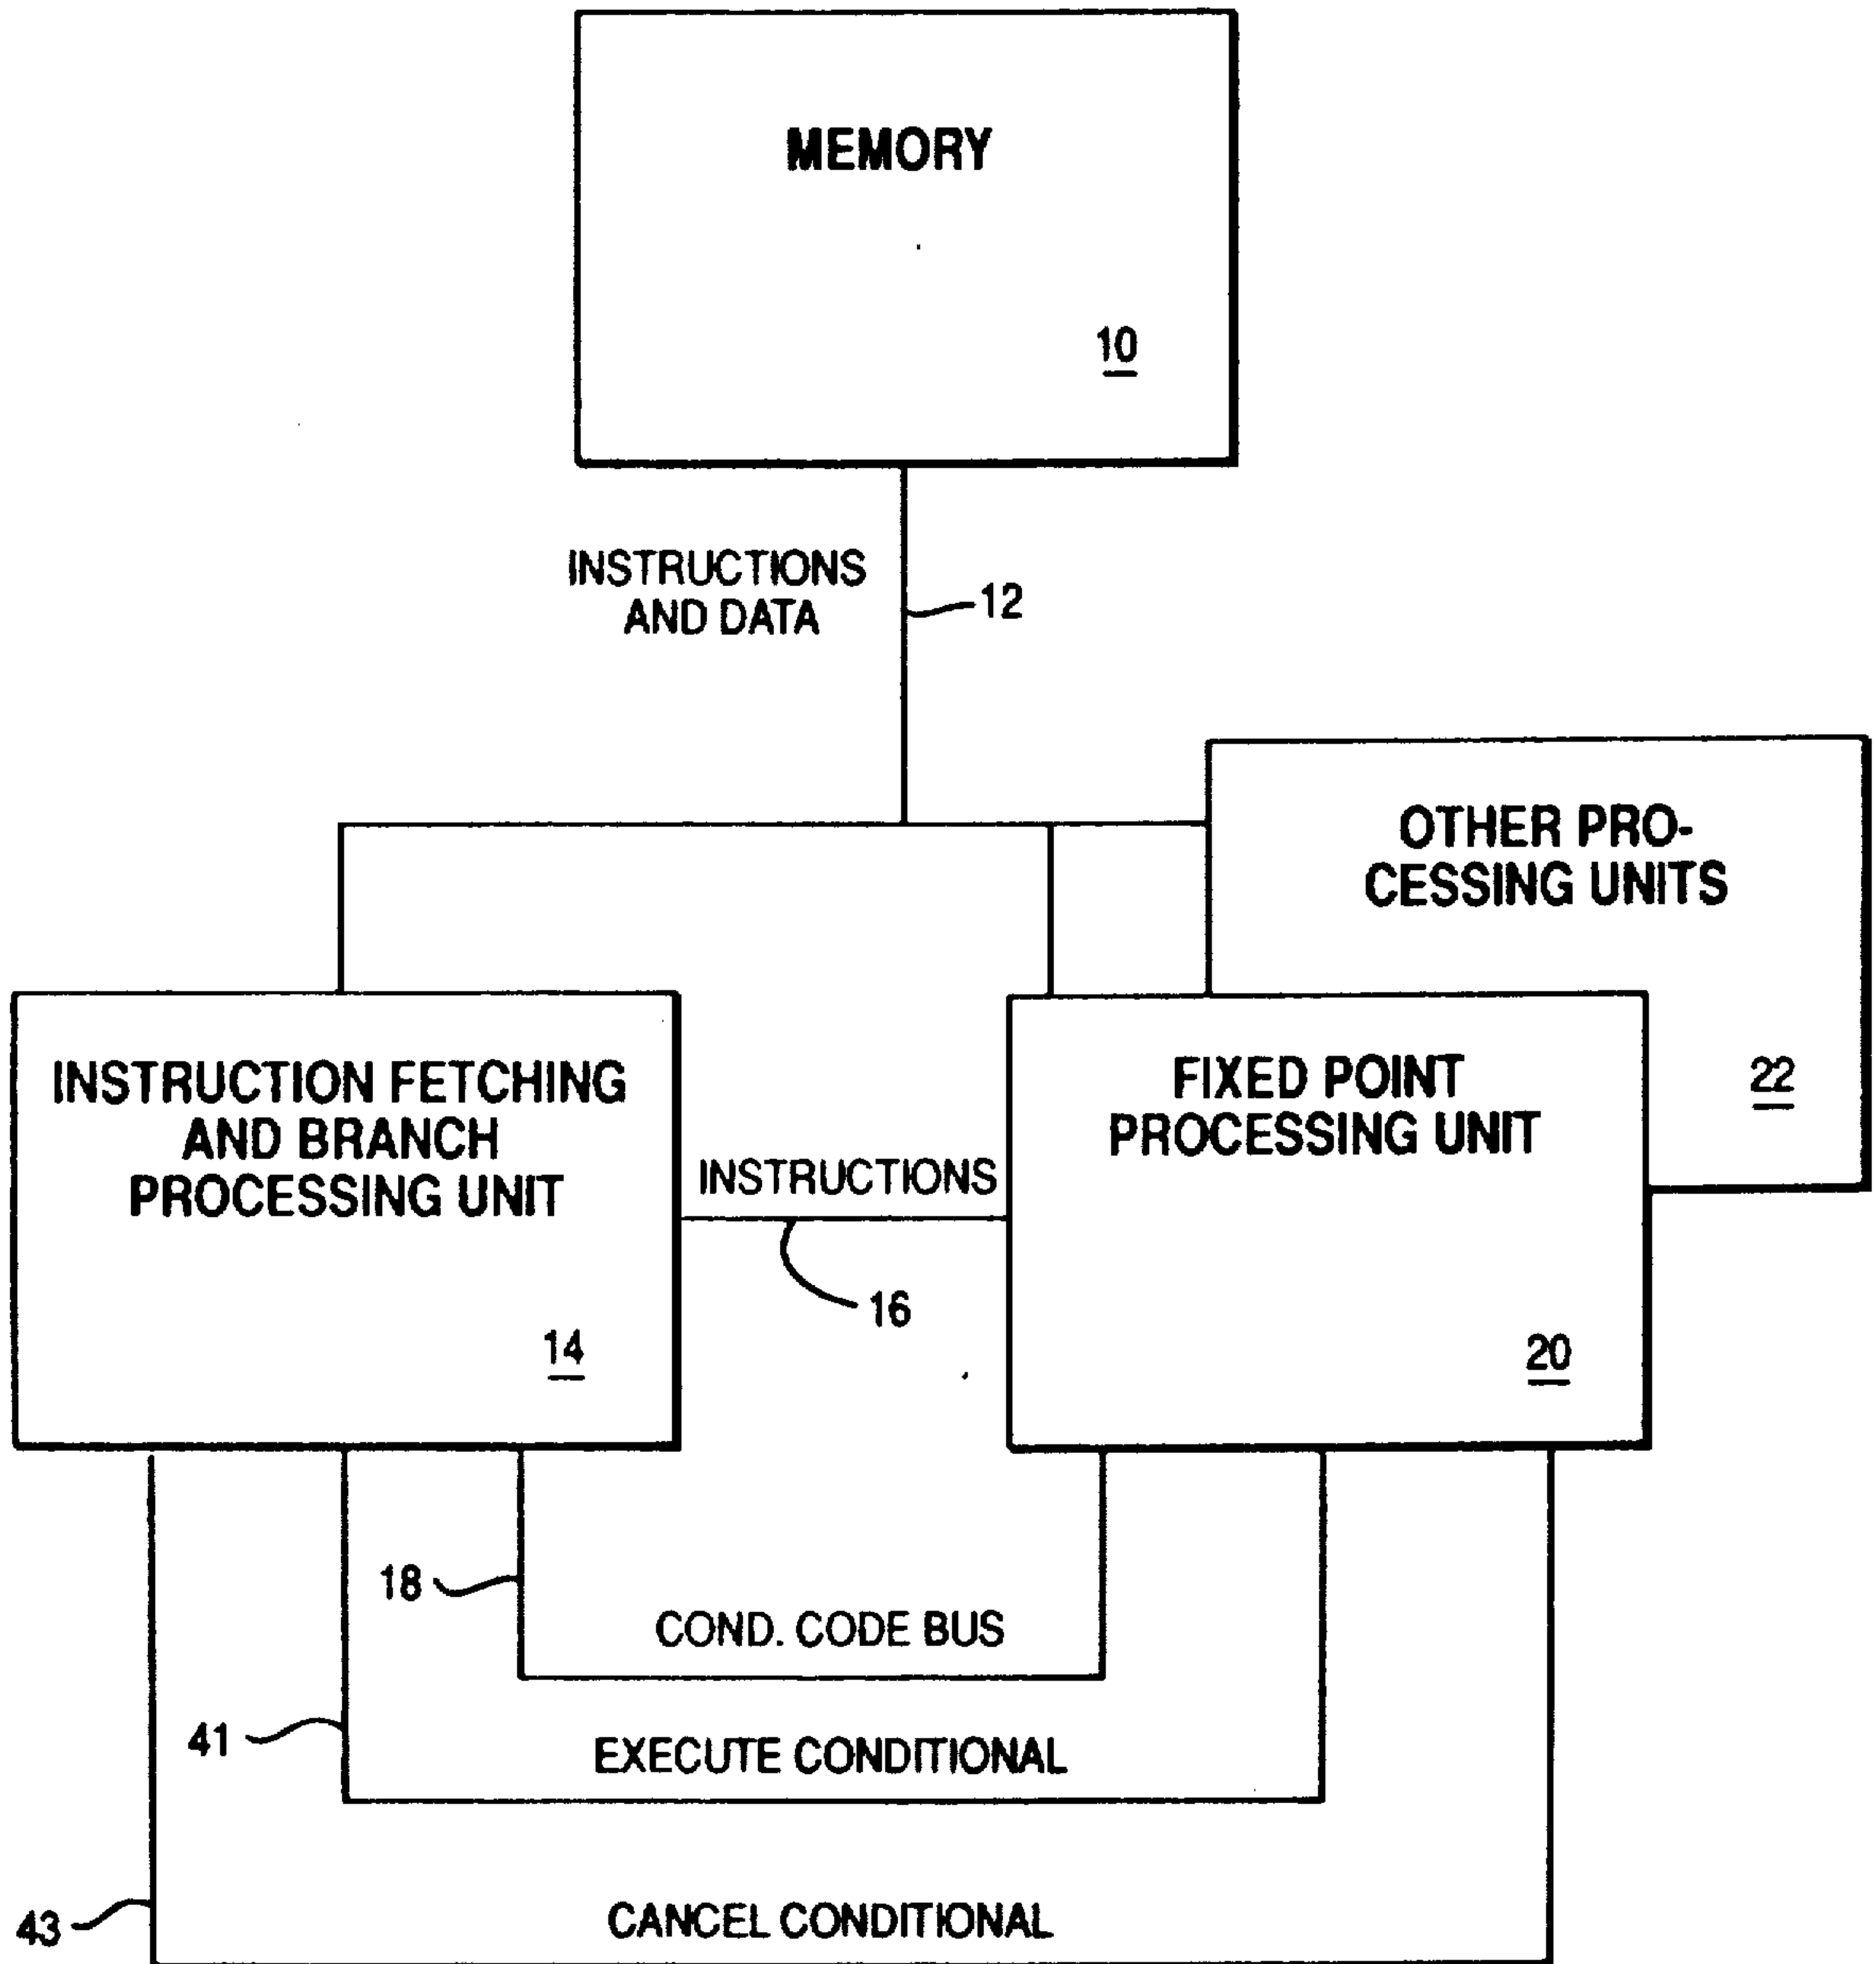 MEMORY
10
INSTRUCTIONS
AND DATA
12
OTHER PRO-
CESSING UNITS
22
INSTRUCTION FETCHING
AND BRANCH
PROCESSING UNIT
14
INSTRUCTIONS
16
FIXED POINT
PROCESSING UNIT
20
18
COND. CODE BUS
41
EXECUTE CONDITIONAL
43
CANCEL CONDITIONAL